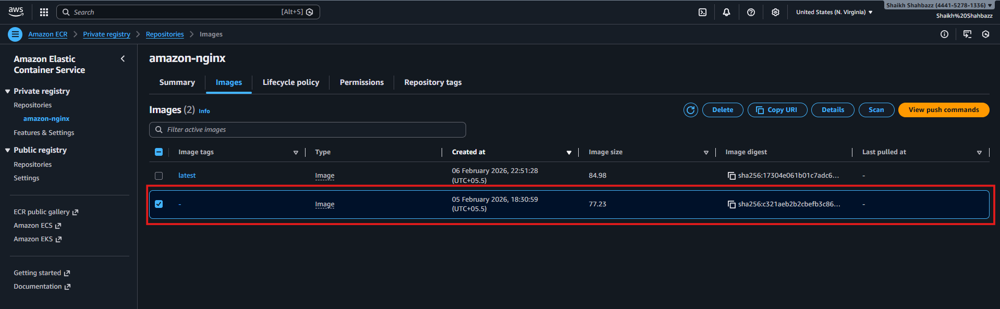 aws
Search
[Alt+S]
United States (N. Virginia)
Shaikh Shahbazz (4441-5278-1336)
Shaikh%20Shahbazz
Amazon ECR
Private registry
Repositories
Images
Amazon Elastic
Container Service
Private registry
Repositories
amazon-nginx
Features & Settings
Public registry
Repositories
Settings
ECR public gallery
Amazon ECS
Amazon EKS
Getting started
Documentation
amazon-nginx
Summary
Images
Lifecycle policy
Permissions
Repository tags
Images (2) Info
Delete
Copy URI
Details
Scan
View push commands
Filter active images
Image tags
Type
Created at
Image size
Image digest
Last pulled at
latest
Image
06 February 2026, 22:51:28
(UTC+05.5)
84.98
sha256:17304e061b01c7adc6...
-
-
Image
05 February 2026, 18:30:59
(UTC+05.5)
77.23
sha256:c321aeb2b2cbefb3c86...
-